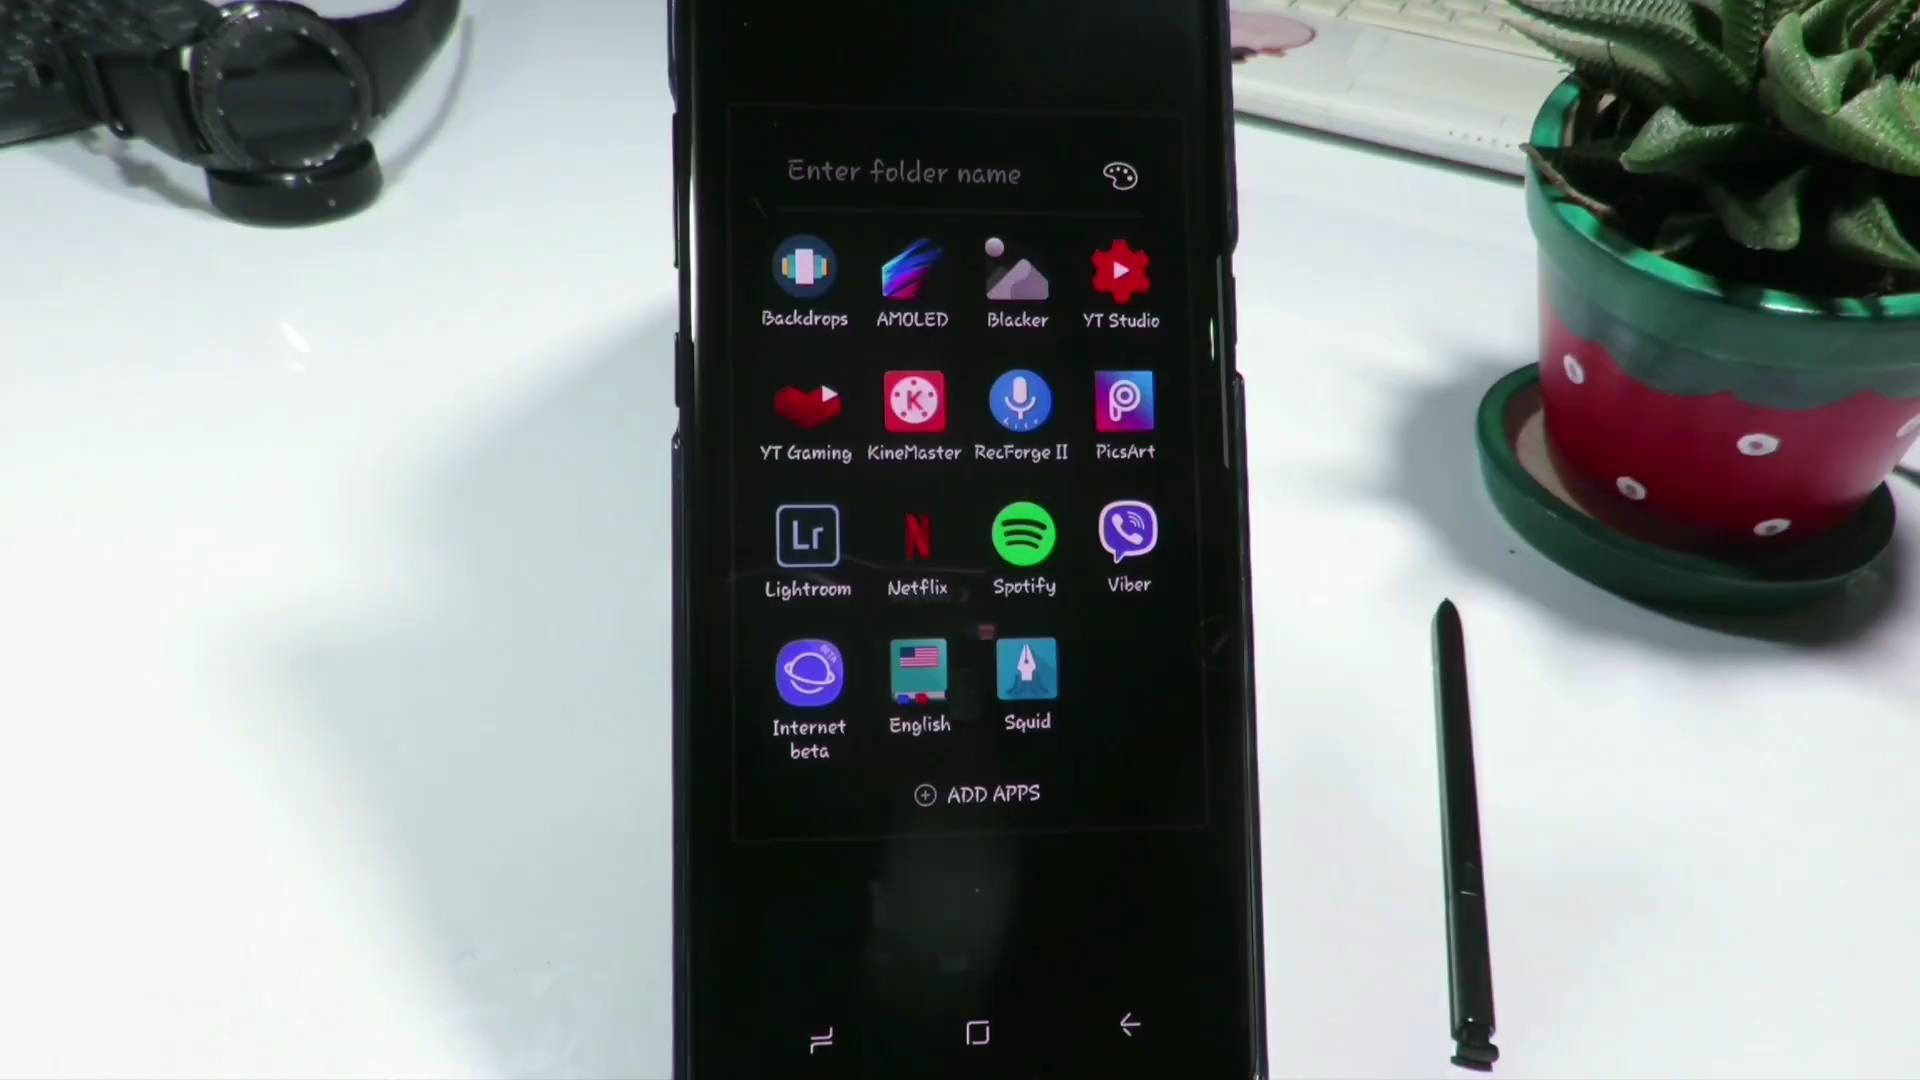 Enter folder name
Backdrops AMOLED Blacker YT Studio
K
YT Gaming KineMaster RecForge II PicsArt
Lr N
Lightroom Netflix Spotify Viber
BETA
Internet beta English Squid
ADD APPS